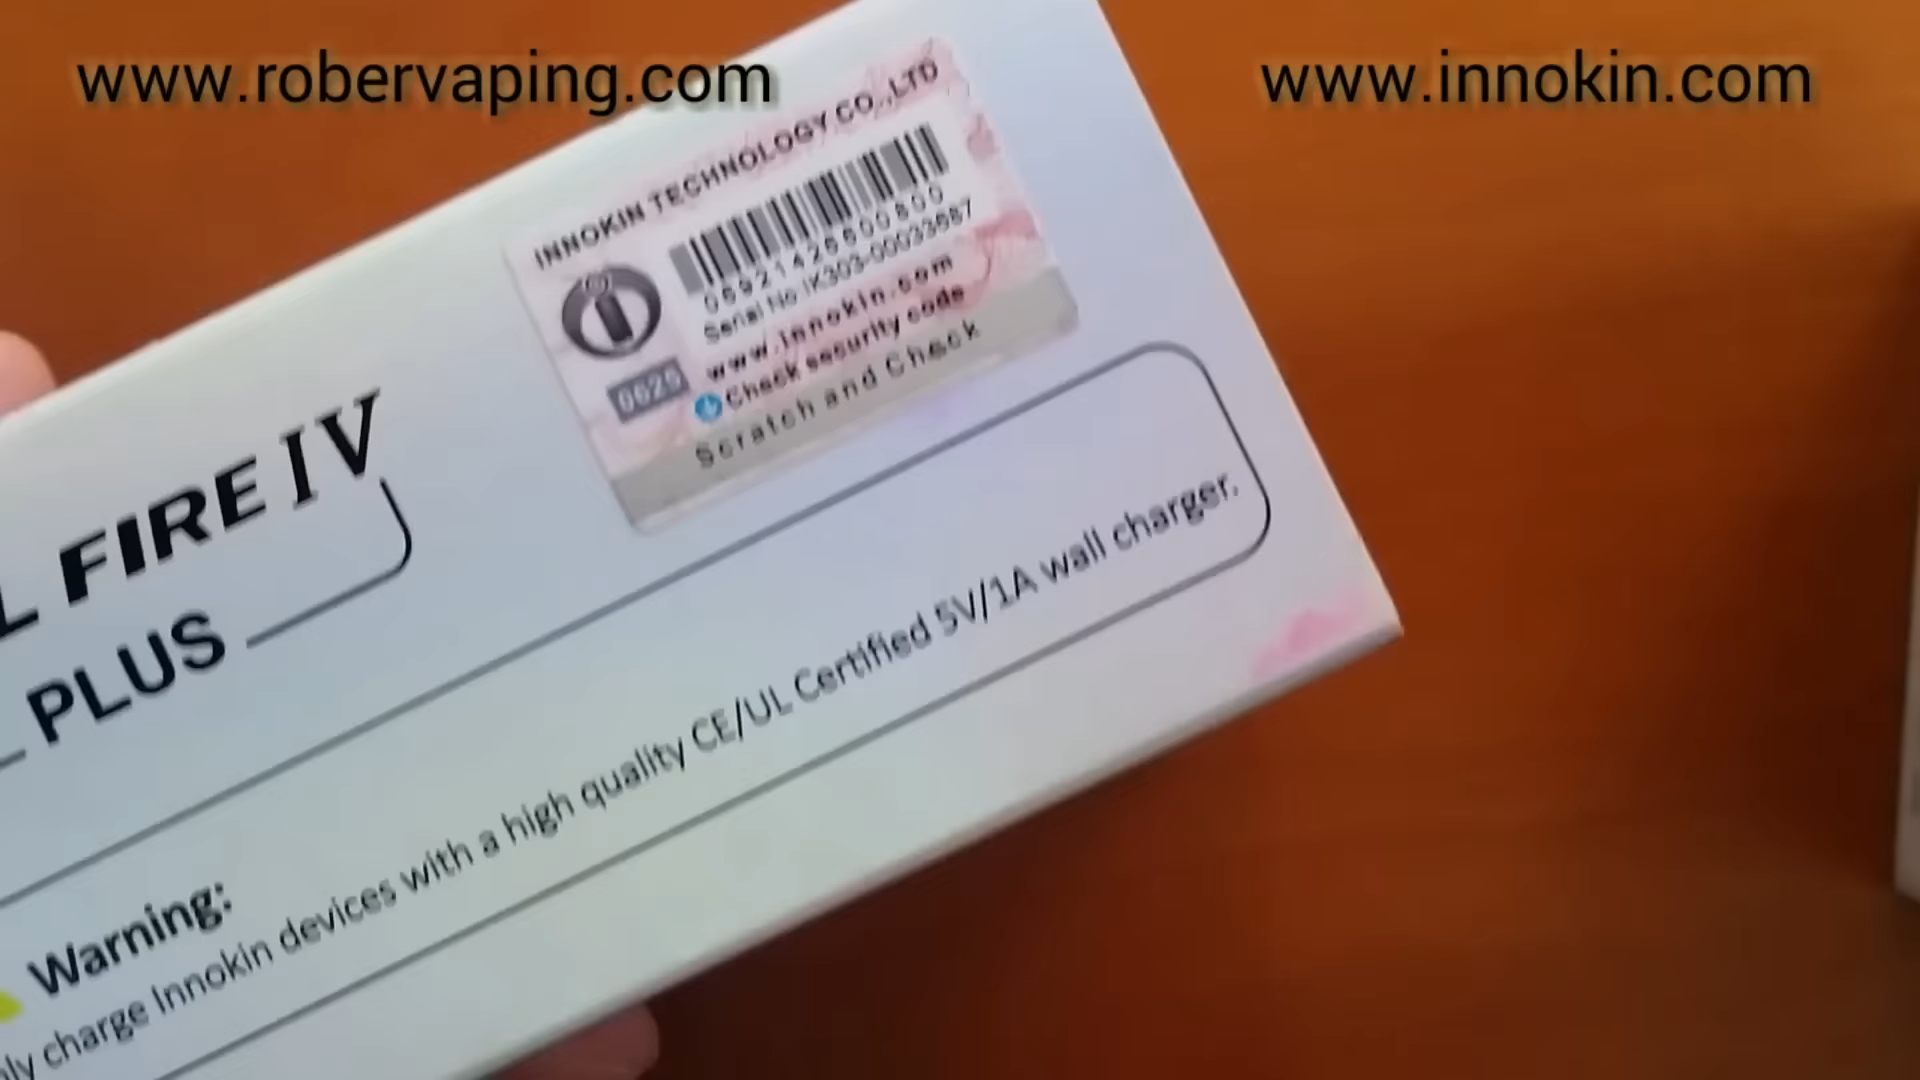 www.robervaping.com
www.innokin.com
INNOKIN TECHNOLOGY CO.,LTD
Serial No IK303-00033887
www.innokin.com
Check security code
Scratch and Check
FIRE IV
PLUS
Warning:
charge Innokin devices with a high quality CE/UL Certified 5V/1A wall charger.